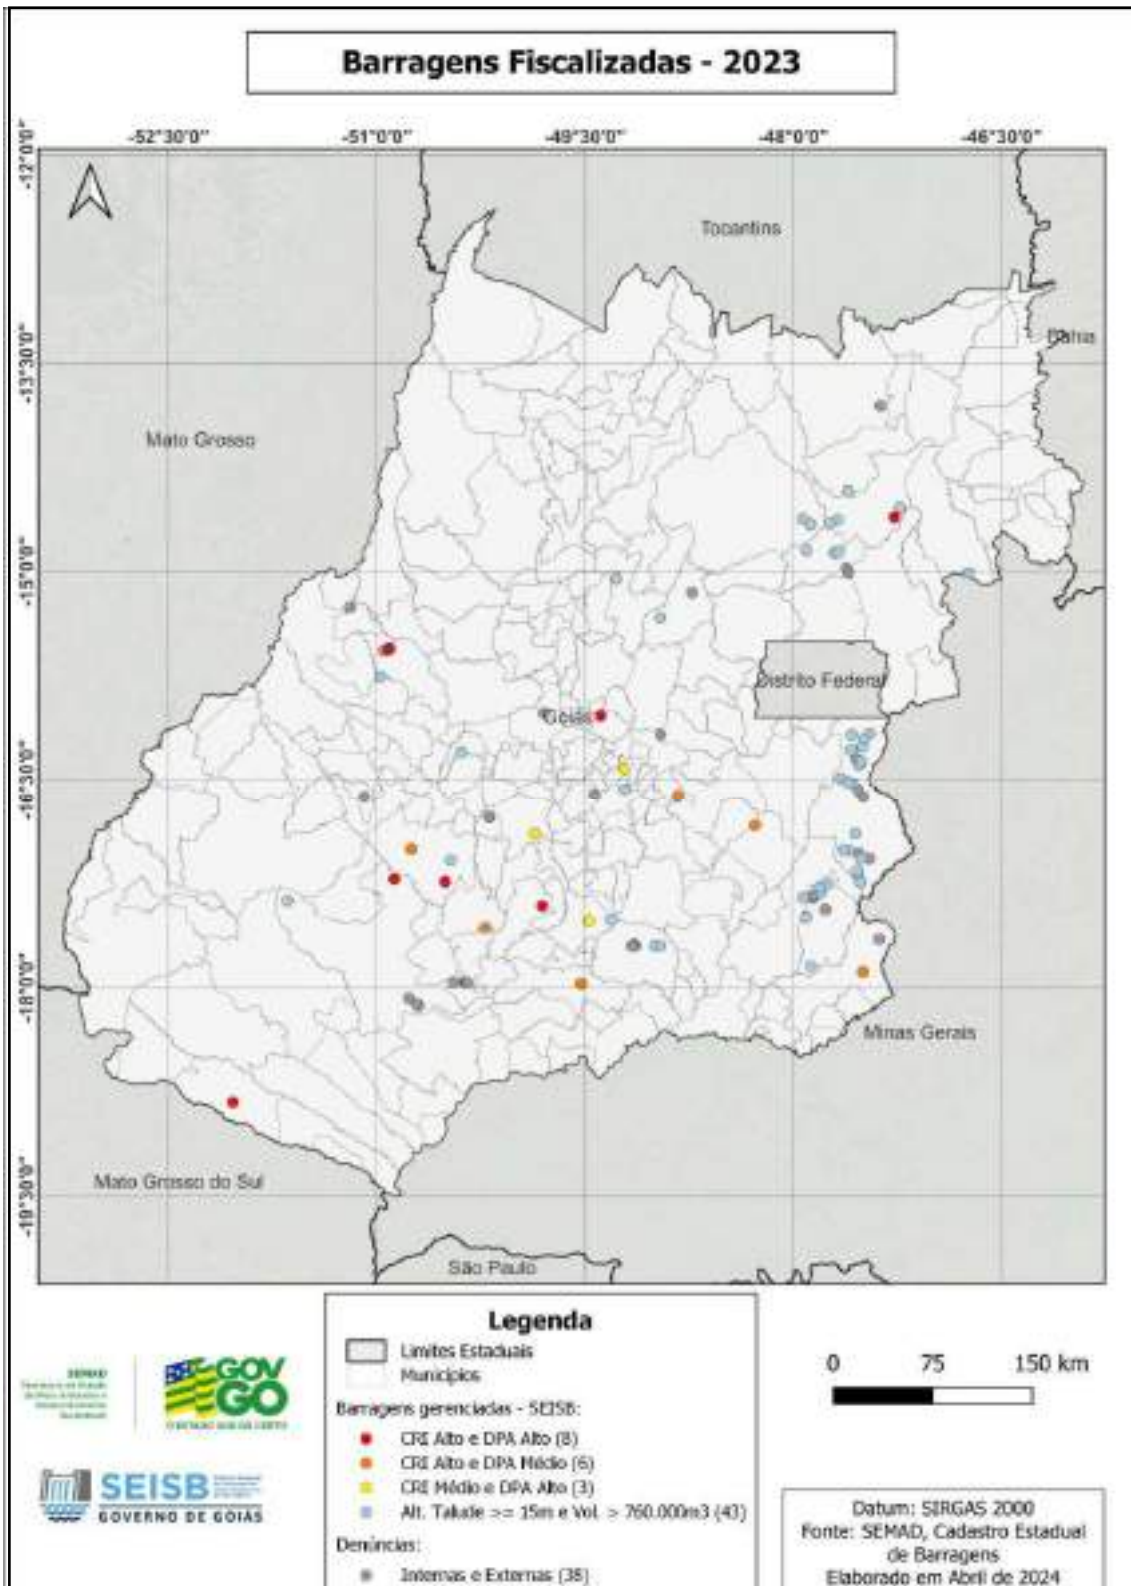 Barragens Fiscalizadas - 2023
-52°30'0" -51°0'0" -49°30'0" -48°0'0" -46°30'0"
-12°0'0"
Tocantins
Bahia
-13°30'0"
Mato Grosso
-15°0'0"
Distrito Federal
Goiás
-16°30'0"
-18°0'0"
Minas Gerais
Mato Grosso do Sul
-19°30'0"
São Paulo
Legenda
Limites Estaduais
Municípios
Barragens gerenciadas - SEISB:
CRI Alto e DPA Alto (8)
CRI Alto e DPA Médio (6)
CRI Médio e DPA Alto (3)
Alt. Talude >= 15m e Vol. > 760.000m3 (43)
Denúncias:
Internas e Externas (38)
SEMAD
GOV
GO
O ESTADO QUE DÁ CERTO
SEISB
GOVERNO DE GOIÁS
0 75 150 km
Datum: SIRGAS 2000
Fonte: SEMAD, Cadastro Estadual
de Barragens
Elaborado em Abril de 2024